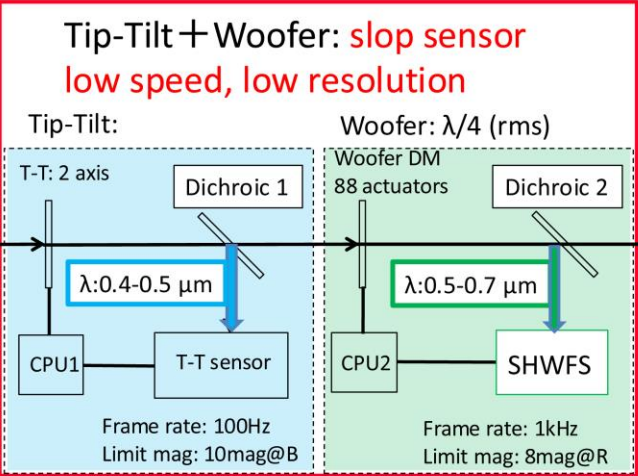 Tip-Tilt＋Woofer: slop sensor
low speed, low resolution
Tip-Tilt:
Woofer: λ/4 (rms)
T-T: 2 axis
Dichroic 1
λ:0.4-0.5 μm
CPU1
T-T sensor
Frame rate: 100Hz
Limit mag: 10mag@B
Woofer DM
88 actuators
Dichroic 2
λ:0.5-0.7 μm
CPU2
SHWFS
Frame rate: 1kHz
Limit mag: 8mag@R